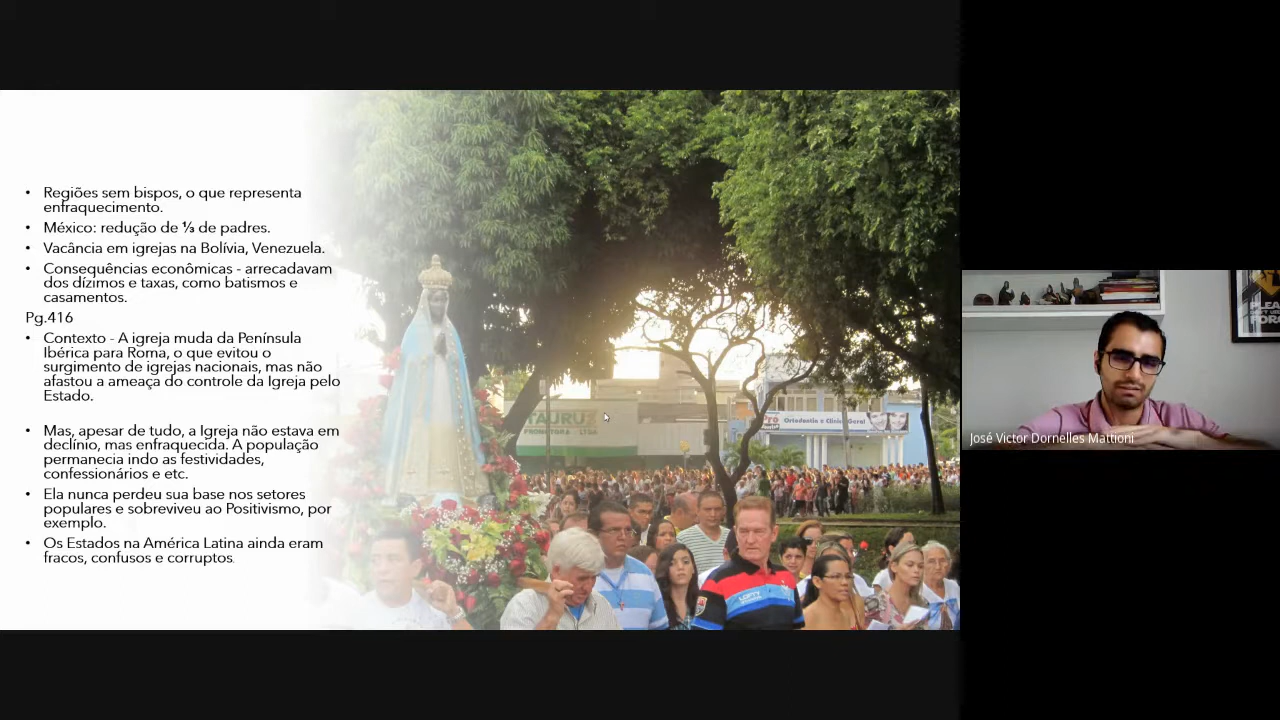 • Regiões sem bispos, o que representa
enfraquecimento.
• México: redução de ⅓ de padres.
• Vacância em igrejas na Bolívia, Venezuela.
• Consequências econômicas - arrecadavam
dos dízimos e taxas, como batismos e
casamentos.
Pg.416
• Contexto - A igreja muda da Península
Ibérica para Roma, o que evitou o
surgimento de igrejas nacionais, mas não
afastou a ameaça do controle da Igreja pelo
Estado.
• Mas, apesar de tudo, a Igreja não estava em
declínio, mas enfraquecida. A população
permanecia indo as festividades,
confessionários e etc.
• Ela nunca perdeu sua base nos setores
populares e sobreviveu ao Positivismo, por
exemplo.
• Os Estados na América Latina ainda eram
fracos, confusos e corruptos
TAURUS
Ortodontia e Clínica Geral
LOFTY
PLEA
FOR
José Victor Dornelles Mattioni